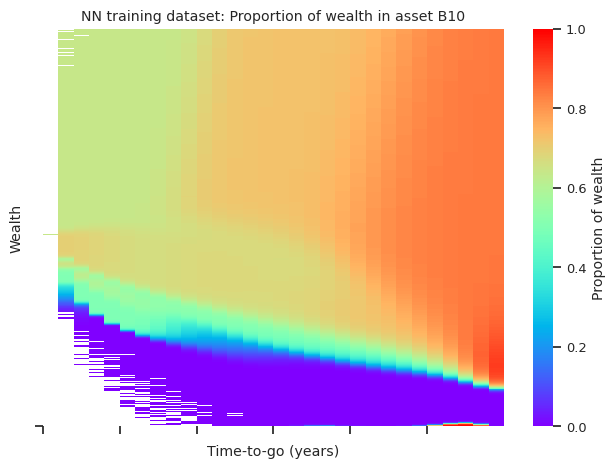 NN training dataset: Proportion of wealth in asset B10
Wealth
Time-to-go (years)
1.0
0.8
0.6
0.4
0.2
0.0
Proportion of wealth